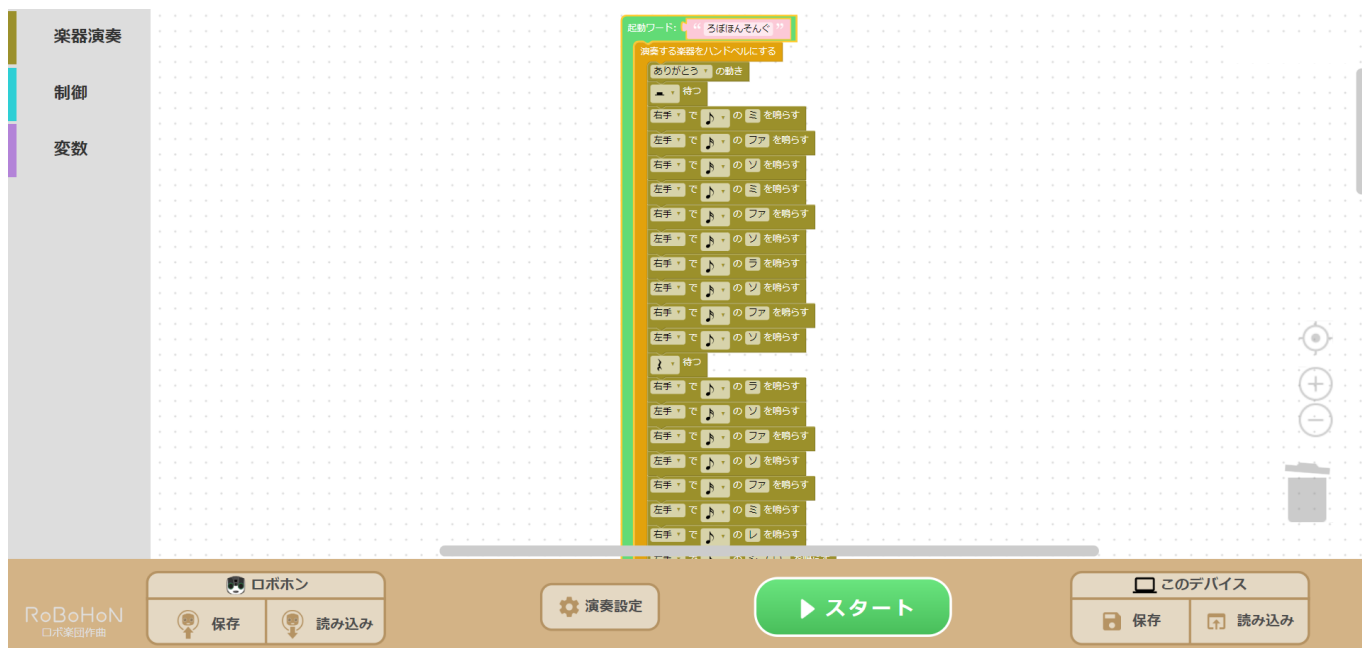 楽器演奏
制御
変数
起動ワード: “ ろぼほんそんぐ ”
演奏する楽器をハンドベルにする
ありがとう の動き
待つ
右手 で ♪ の ミ を鳴らす
左手 で の ファ を鳴らす
右手 で の ソ を鳴らす
左手 で ♪ の ミ を鳴らす
右手 で の ファ を鳴らす
左手 で の ソ を鳴らす
右手 で ♪ の ラ を鳴らす
左手 で の ソ を鳴らす
右手 で の ファ を鳴らす
左手 で ♪ の ソ を鳴らす
待つ
右手 で ♪ の ラ を鳴らす
左手 で の ソ を鳴らす
右手 で の ファ を鳴らす
左手 で ♪ の ソ を鳴らす
右手 で の ファ を鳴らす
左手 で の ミ を鳴らす
右手 で ♪ の レ を鳴らす
RoBoHoN
ロボ楽団作曲
ロボホン
保存
読み込み
演奏設定
スタート
このデバイス
保存
読み込み